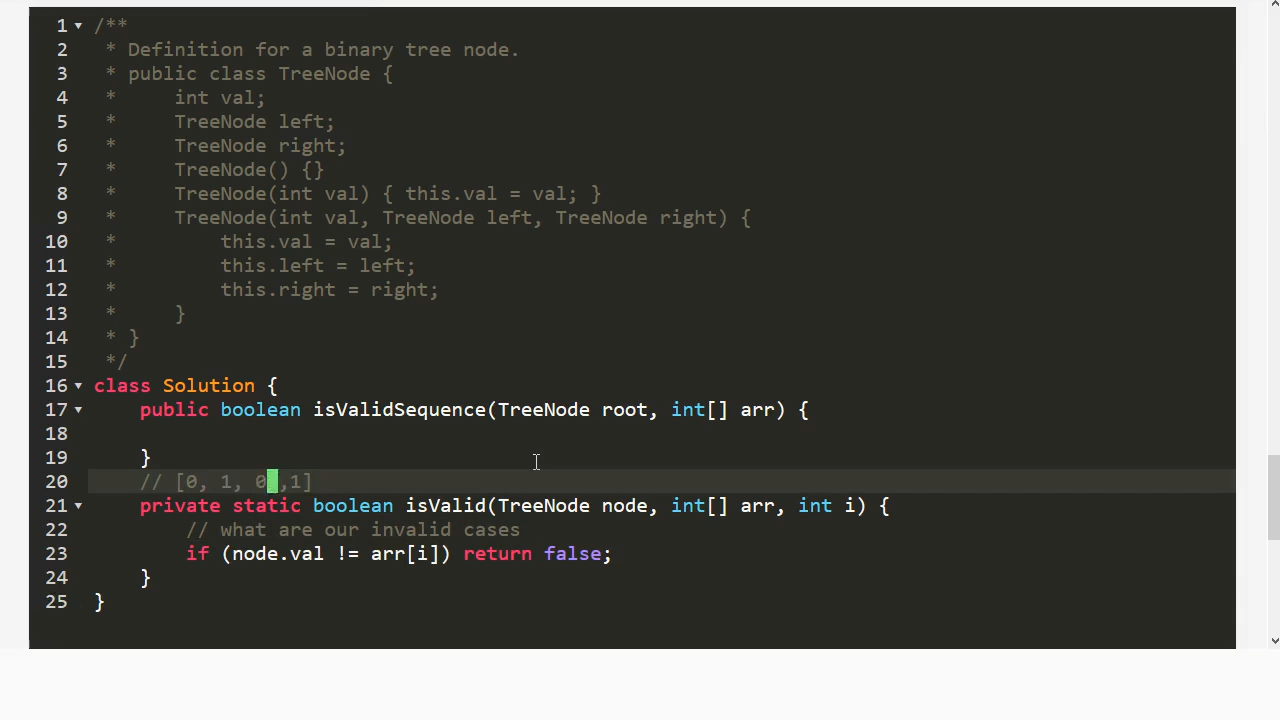 1 /**
2 * Definition for a binary tree node.
3 * public class TreeNode {
4 *     int val;
5 *     TreeNode left;
6 *     TreeNode right;
7 *     TreeNode() {}
8 *     TreeNode(int val) { this.val = val; }
9 *     TreeNode(int val, TreeNode left, TreeNode right) {
10 *         this.val = val;
11 *         this.left = left;
12 *         this.right = right;
13 *     }
14 * }
15 */
16 class Solution {
17     public boolean isValidSequence(TreeNode root, int[] arr) {
18
19     }
20     // [0, 1, 0 ,1]
21     private static boolean isValid(TreeNode node, int[] arr, int i) {
22         // what are our invalid cases
23         if (node.val != arr[i]) return false;
24     }
25 }